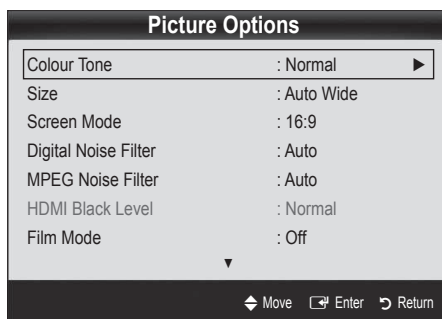 Picture Options
Colour Tone : Normal ►
Size : Auto Wide
Screen Mode : 16:9
Digital Noise Filter : Auto
MPEG Noise Filter : Auto
HDMI Black Level : Normal
Film Mode : Off
▼
Move Enter Return